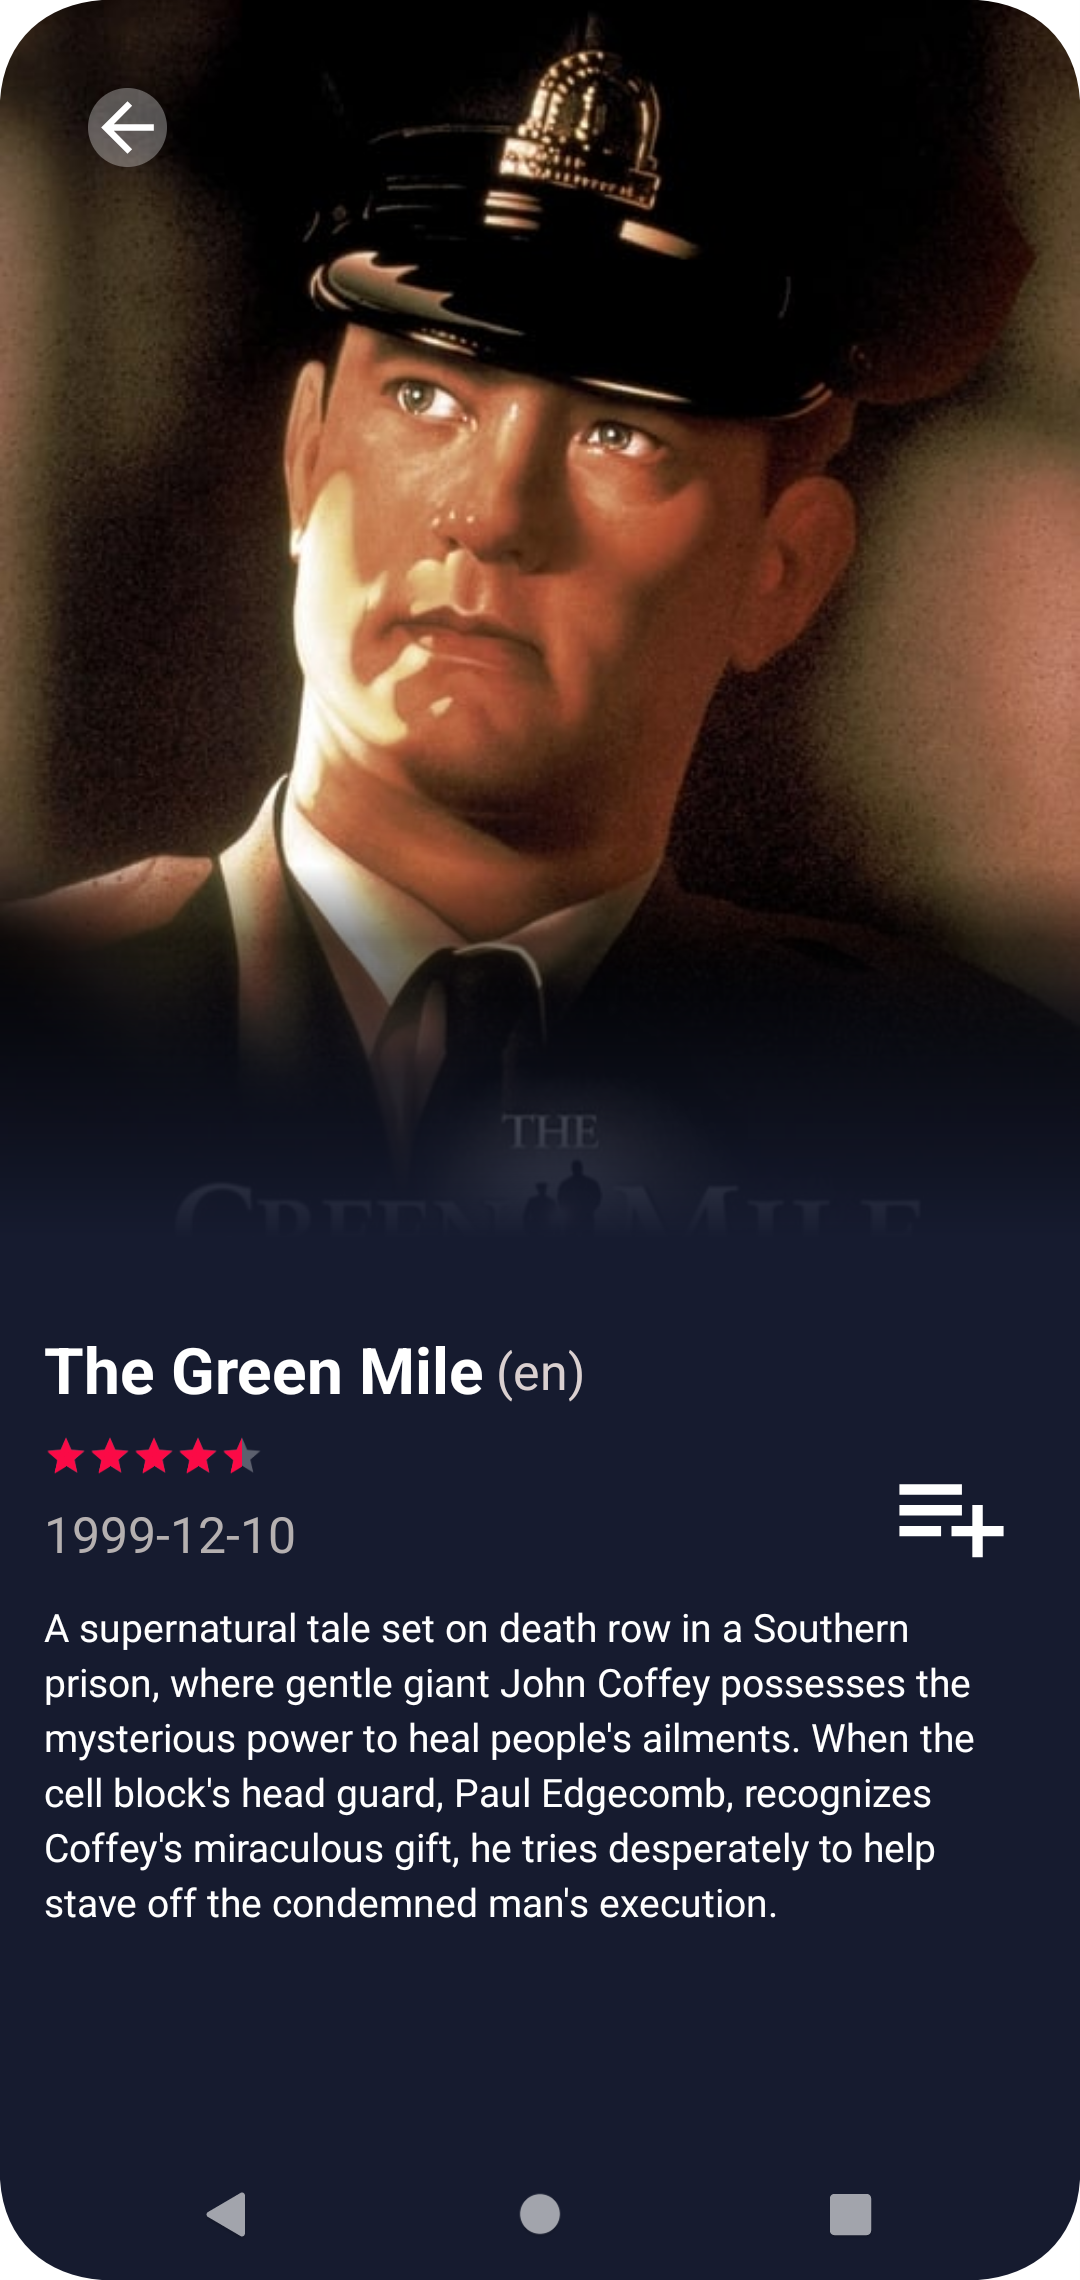 THE
GREEN MILE
The Green Mile (en)
1999-12-10
A supernatural tale set on death row in a Southern
prison, where gentle giant John Coffey possesses the
mysterious power to heal people's ailments. When the
cell block's head guard, Paul Edgecomb, recognizes
Coffey's miraculous gift, he tries desperately to help
stave off the condemned man's execution.